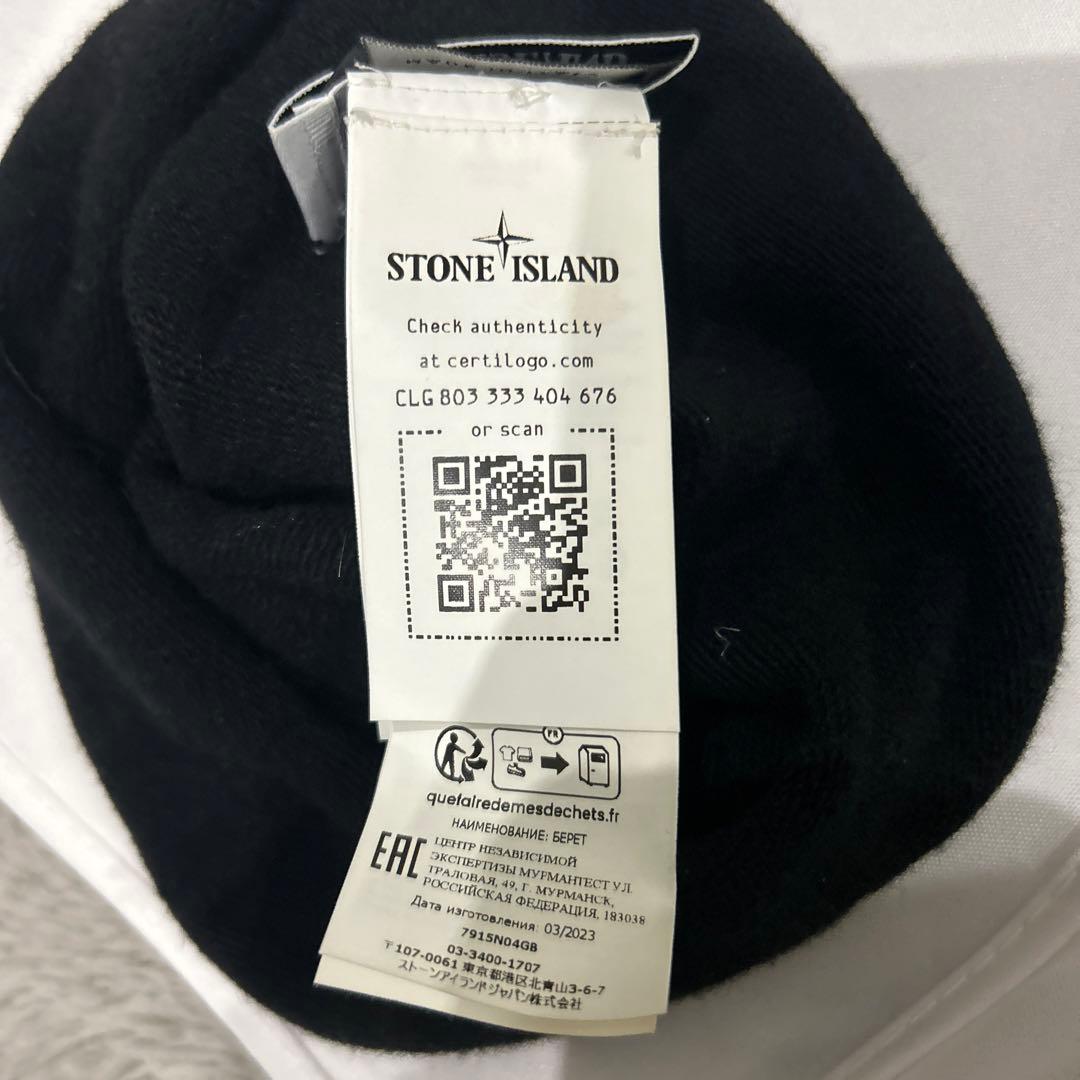 STONE ISLAND
Check authenticity
at certilogo.com
CLG 803 333 404 676
or scan
FR
quefairedemesdechets.fr
НАИМЕНОВАНИЕ: БЕРЕТ
EAC
ЦЕНТР НЕЗАВИСИМОЙ
ЭКСПЕРТИЗЫ МУРМАНТЕСТ УЛ.
ТРАЛОВАЯ, 49, Г. МУРМАНСК,
РОССИЙСКАЯ ФЕДЕРАЦИЯ, 183038
Дата изготовления: 03/2023
7915N04GB
03-3400-1707
〒107-0061 東京都港区北青山3-6-7
ストーンアイランドジャパン株式会社